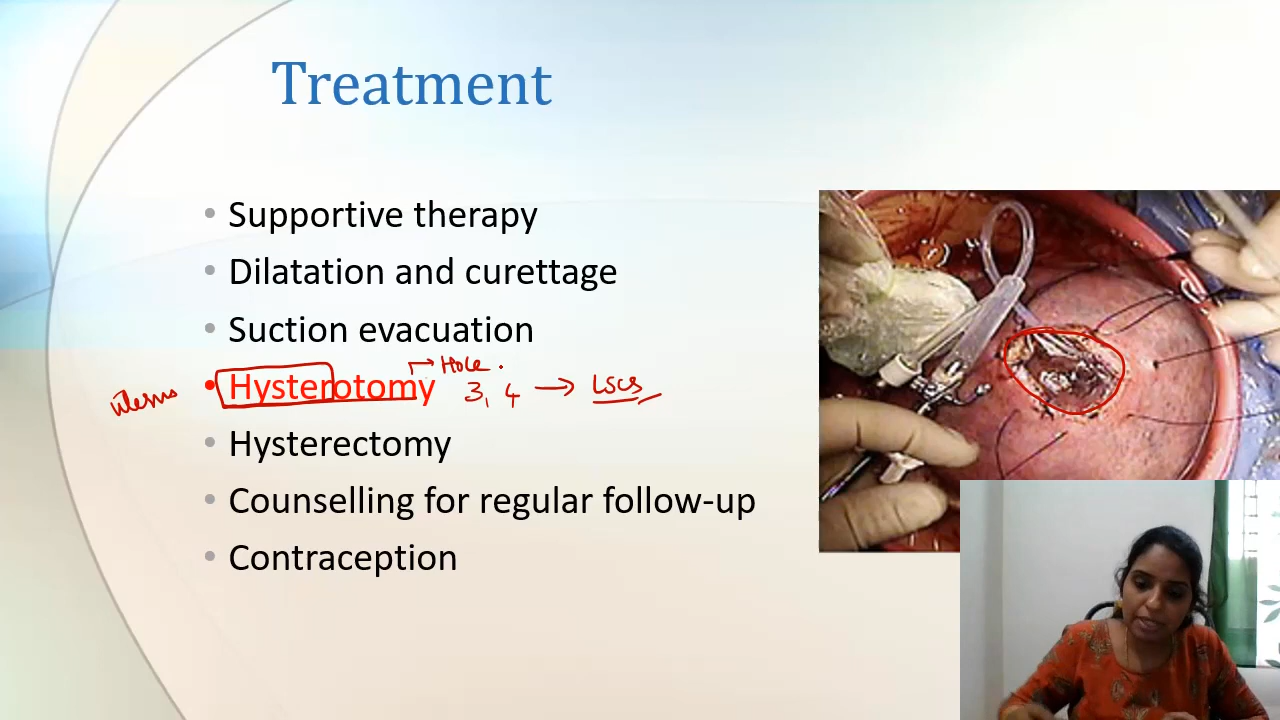 Treatment
• Supportive therapy
• Dilatation and curettage
• Suction evacuation
→ Hole.
uterus • Hysterotomy 3, 4 → LSCS
• Hysterectomy
• Counselling for regular follow-up
• Contraception